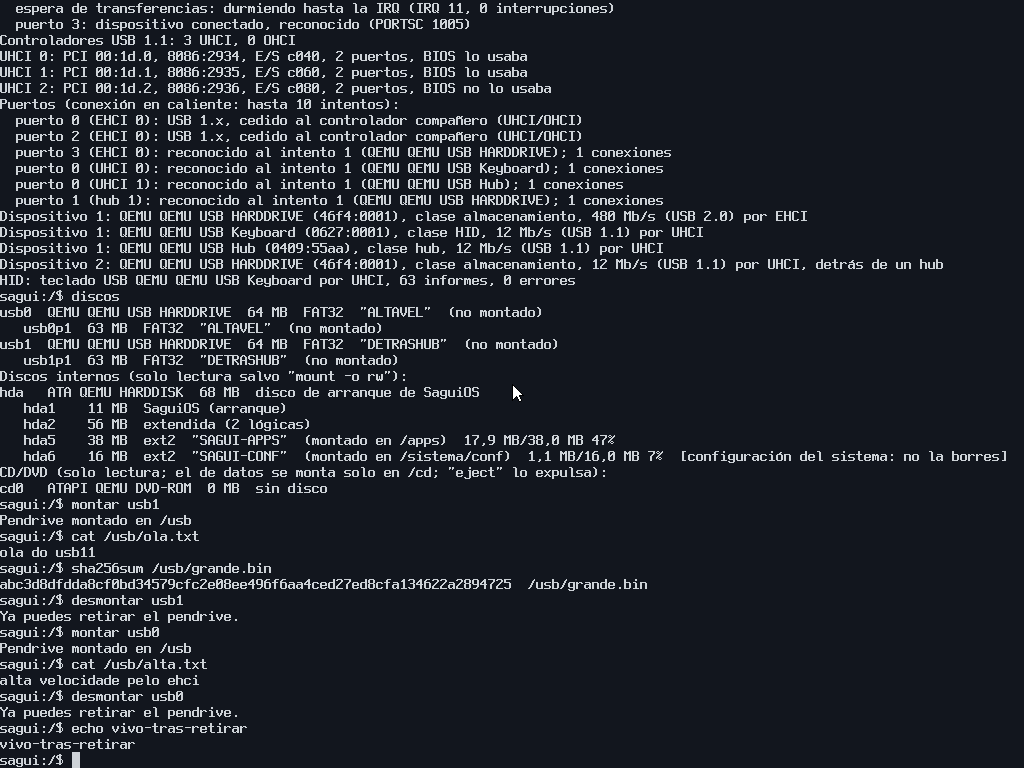 espera de transferencias: durmiendo hasta la IRQ (IRQ 11, 0 interrupciones)
puerto 3: dispositivo conectado, reconocido (PORTSC 1005)
Controladores USB 1.1: 3 UHCI, 0 OHCI
UHCI 0: PCI 00:1d.0, 8086:2934, E/S c040, 2 puertos, BIOS lo usaba
UHCI 1: PCI 00:1d.1, 8086:2935, E/S c060, 2 puertos, BIOS lo usaba
UHCI 2: PCI 00:1d.2, 8086:2936, E/S c080, 2 puertos, BIOS no lo usaba
Puertos (conexión en caliente: hasta 10 intentos):
puerto 0 (EHCI 0): USB 1.x, cedido al controlador compañero (UHCI/OHCI)
puerto 2 (EHCI 0): USB 1.x, cedido al controlador compañero (UHCI/OHCI)
puerto 3 (EHCI 0): reconocido al intento 1 (QEMU QEMU USB HARDDRIVE); 1 conexiones
puerto 0 (UHCI 0): reconocido al intento 1 (QEMU QEMU USB Keyboard); 1 conexiones
puerto 0 (UHCI 1): reconocido al intento 1 (QEMU QEMU USB Hub); 1 conexiones
puerto 1 (hub 1): reconocido al intento 1 (QEMU QEMU USB HARDDRIVE); 1 conexiones
Dispositivo 1: QEMU QEMU USB HARDDRIVE (46f4:0001), clase almacenamiento, 480 Mb/s (USB 2.0) por EHCI
Dispositivo 1: QEMU QEMU USB Keyboard (0627:0001), clase HID, 12 Mb/s (USB 1.1) por UHCI
Dispositivo 1: QEMU QEMU USB Hub (0409:55aa), clase hub, 12 Mb/s (USB 1.1) por UHCI
Dispositivo 2: QEMU QEMU USB HARDDRIVE (46f4:0001), clase almacenamiento, 12 Mb/s (USB 1.1) por UHCI, detrás de un hub
HID: teclado USB QEMU QEMU USB Keyboard por UHCI, 63 informes, 0 errores
sagui:/$ discos
usb0  QEMU QEMU USB HARDDRIVE  64 MB  FAT32  "ALTAVEL"  (no montado)
usb0p1  63 MB  FAT32  "ALTAVEL"  (no montado)
usb1  QEMU QEMU USB HARDDRIVE  64 MB  FAT32  "DETRASHUB"  (no montado)
usb1p1  63 MB  FAT32  "DETRASHUB"  (no montado)
Discos internos (solo lectura salvo "mount -o rw"):
hda   ATA QEMU HARDDISK  68 MB  disco de arranque de SaguiOS
hda1    11 MB  SaguiOS (arranque)
hda2    56 MB  extendida (2 lógicas)
hda5    38 MB  ext2  "SAGUI-APPS"  (montado en /apps)  17,9 MB/38,0 MB 47%
hda6    16 MB  ext2  "SAGUI-CONF"  (montado en /sistema/conf)  1,1 MB/16,0 MB 7%  [configuración del sistema: no la borres]
CD/DVD (solo lectura; el de datos se monta solo en /cd; "eject" lo expulsa):
cd0   ATAPI QEMU DVD-ROM  0 MB  sin disco
sagui:/$ montar usb1
Pendrive montado en /usb
sagui:/$ cat /usb/ola.txt
ola do usb11
sagui:/$ sha256sum /usb/grande.bin
abc3d8dfdda8cf0bd34579cfc2e08ee496f6aa4ced27ed8cfa134622a2894725  /usb/grande.bin
sagui:/$ desmontar usb1
Ya puedes retirar el pendrive.
sagui:/$ montar usb0
Pendrive montado en /usb
sagui:/$ cat /usb/alta.txt
alta velocidade pelo ehci
sagui:/$ desmontar usb0
Ya puedes retirar el pendrive.
sagui:/$ echo vivo-tras-retirar
vivo-tras-retirar
sagui:/$